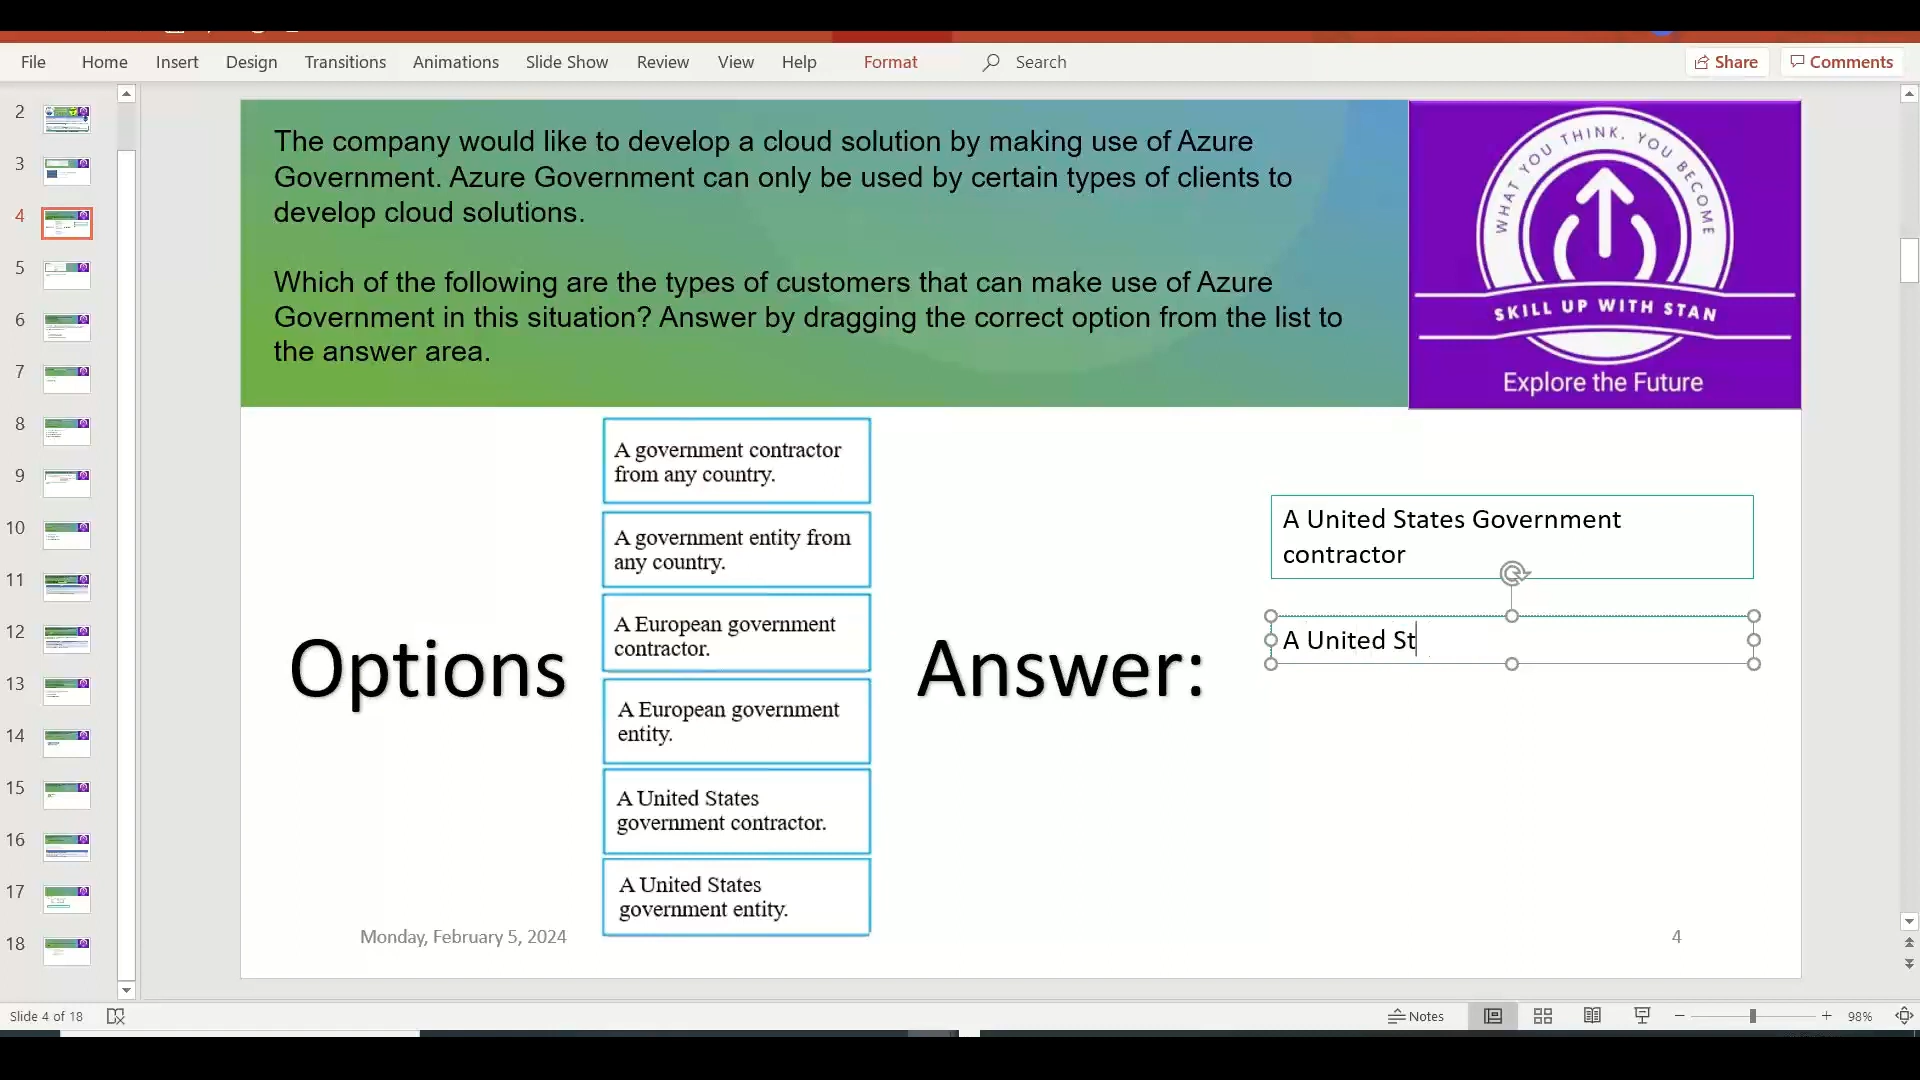 File Home Insert Design Transitions Animations Slide Show Review View Help Format Search Share Comments
2
3
4
5
6
7
8
9
10
11
12
13
14
15
16
17
18
The company would like to develop a cloud solution by making use of Azure
Government. Azure Government can only be used by certain types of clients to
develop cloud solutions.
Which of the following are the types of customers that can make use of Azure
Government in this situation? Answer by dragging the correct option from the list to
the answer area.
WHAT YOU THINK, YOU BECOME
SKILL UP WITH STAN
Explore the Future
Options
A government contractor
from any country.
A government entity from
any country.
A European government
contractor.
A European government
entity.
A United States
government contractor.
A United States
government entity.
Answer:
A United States Government
contractor
A United St
Monday, February 5, 2024
4
Slide 4 of 18
Notes
98%